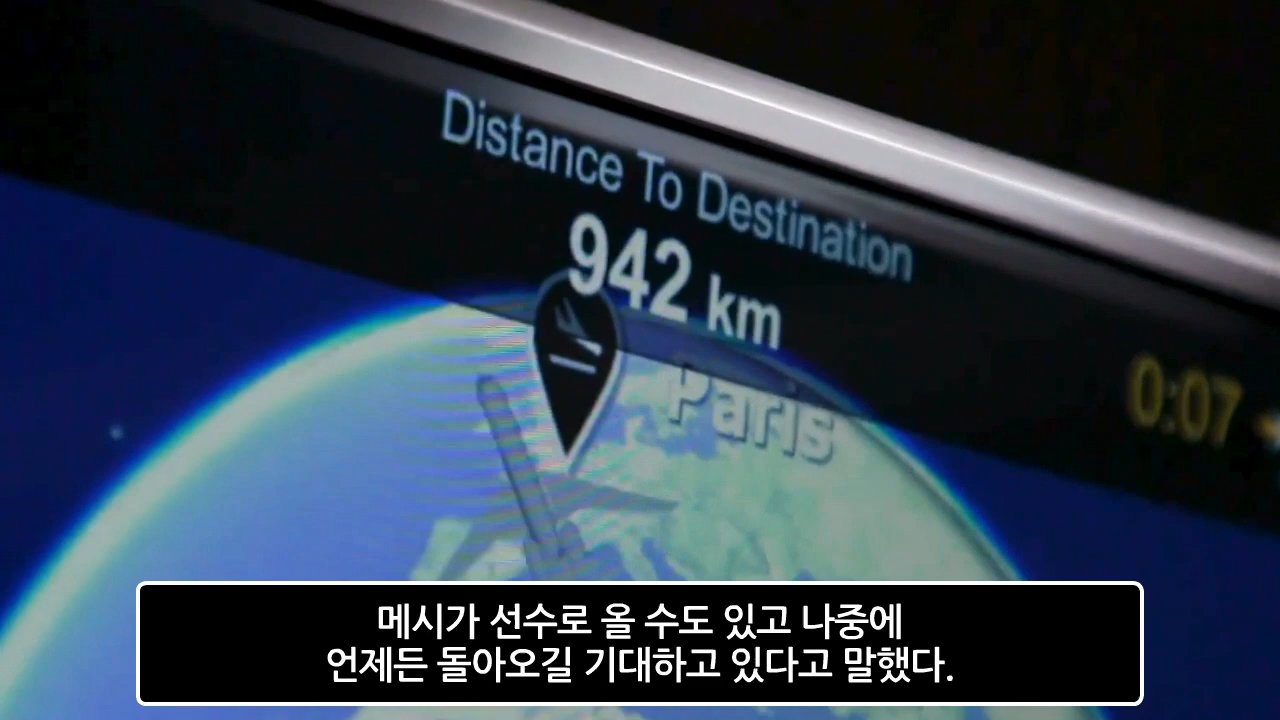 Distance To Destination
942 km
Paris
0:07
메시가 선수로 올 수도 있고 나중에
언제든 돌아오길 기대하고 있다고 말했다.